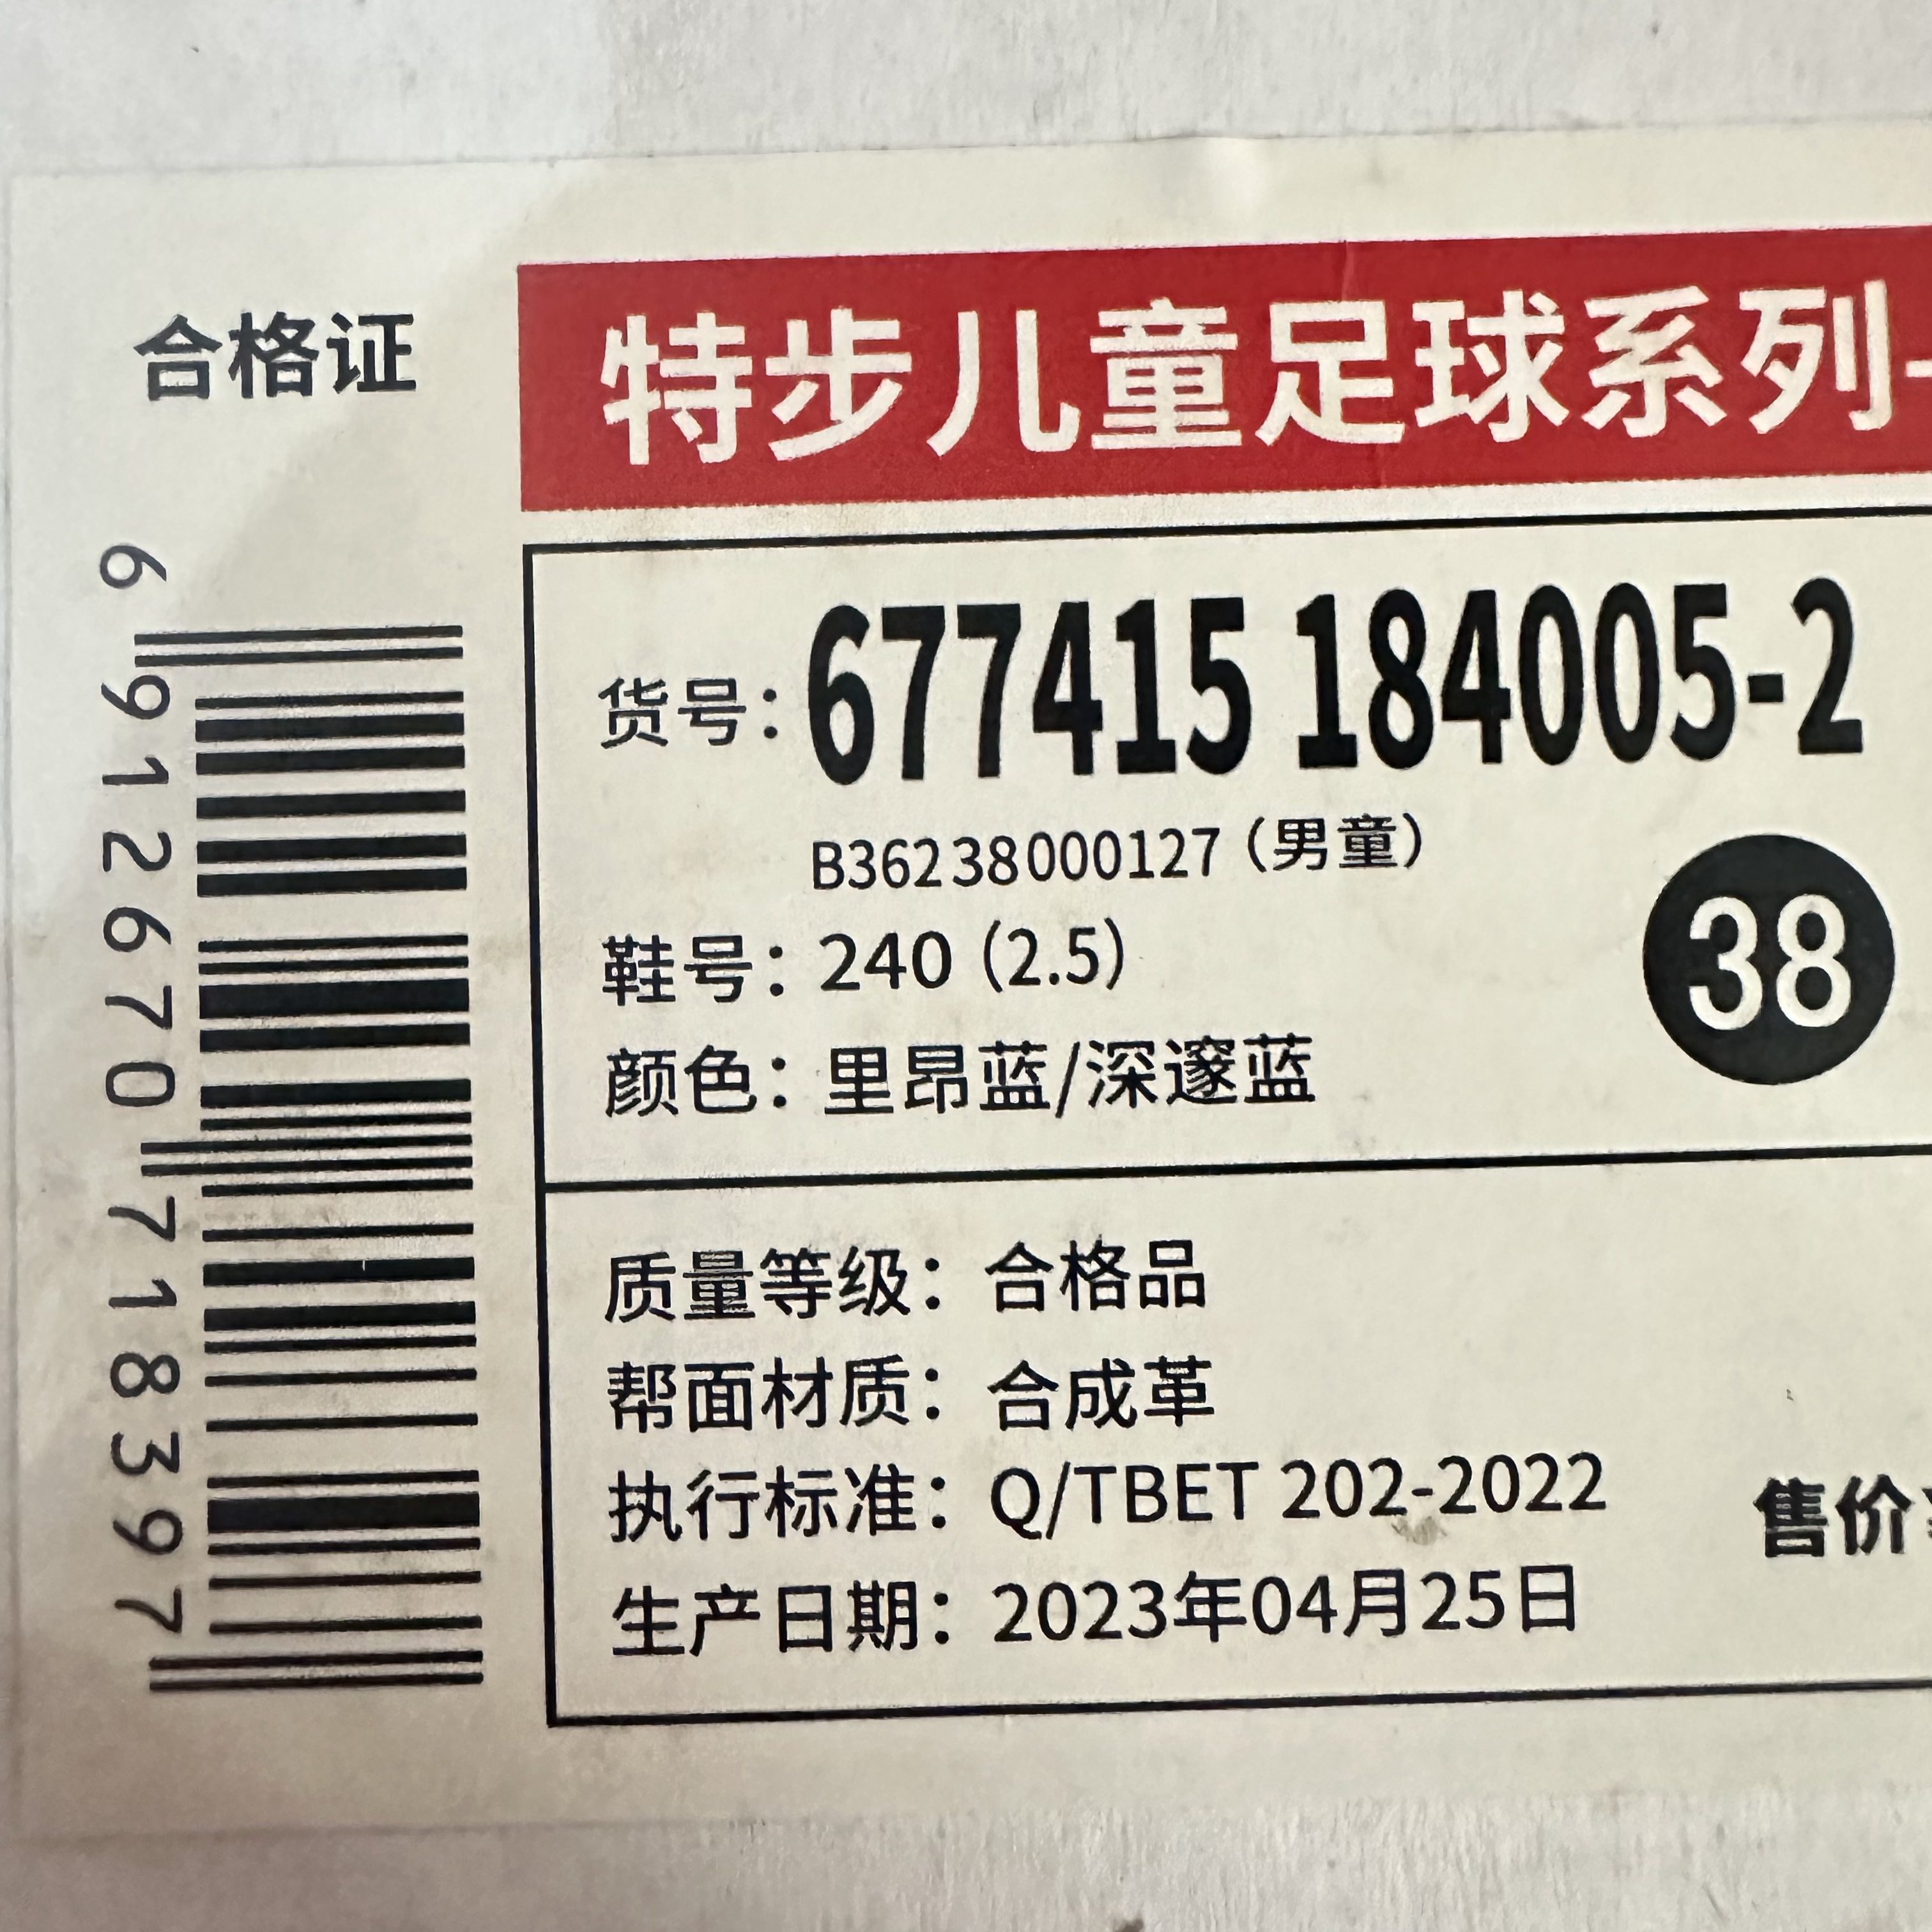 合格证
特步儿童足球系列-
6 912670 718397
货号：677415 184005-2
B36238000127（男童）
鞋号：240（2.5）
38
颜色：里昂蓝/深邃蓝
质量等级：合格品
帮面材质：合成革
执行标准：Q/TBET 202-2022
售价
生产日期：2023年04月25日